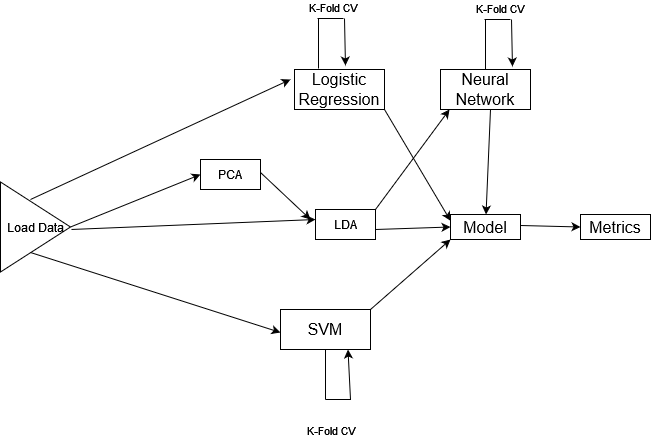 K-Fold CV
K-Fold CV
Logistic
Regression
Neural
Network
PCA
Load Data
LDA
Model
Metrics
SVM
K-Fold CV